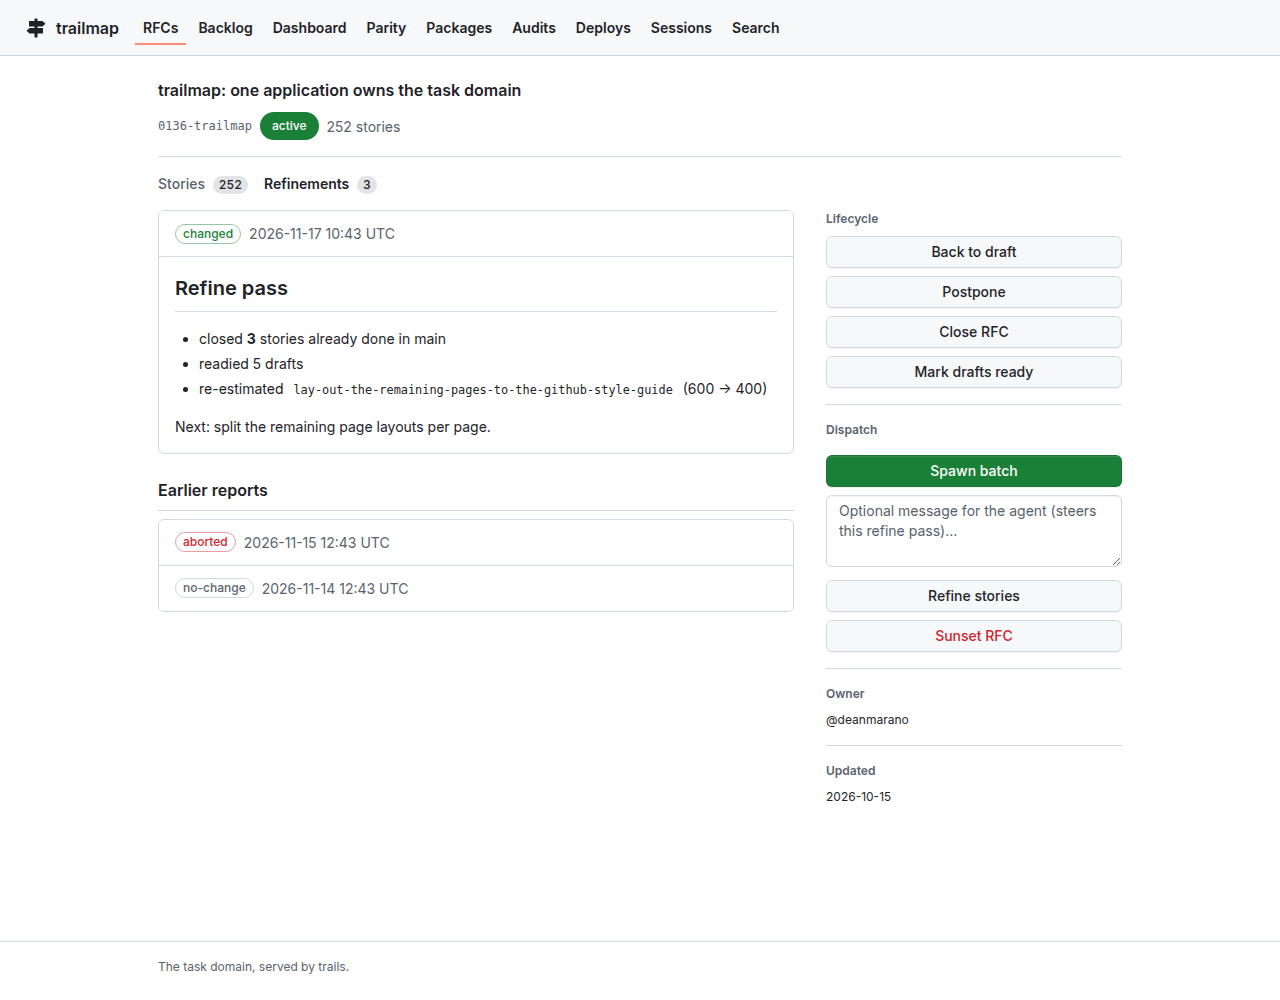 trailmap RFCs Backlog Dashboard Parity Packages Audits Deploys Sessions Search
trailmap: one application owns the task domain
0136-trailmap active 252 stories
Stories 252 Refinements 3
changed 2026-11-17 10:43 UTC
Refine pass
closed 3 stories already done in main
readied 5 drafts
re-estimated lay-out-the-remaining-pages-to-the-github-style-guide (600 → 400)
Next: split the remaining page layouts per page.
Earlier reports
aborted 2026-11-15 12:43 UTC
no-change 2026-11-14 12:43 UTC
Lifecycle
Back to draft
Postpone
Close RFC
Mark drafts ready
Dispatch
Spawn batch
Optional message for the agent (steers
this refine pass)...
Refine stories
Sunset RFC
Owner
@deanmarano
Updated
2026-10-15
The task domain, served by trails.